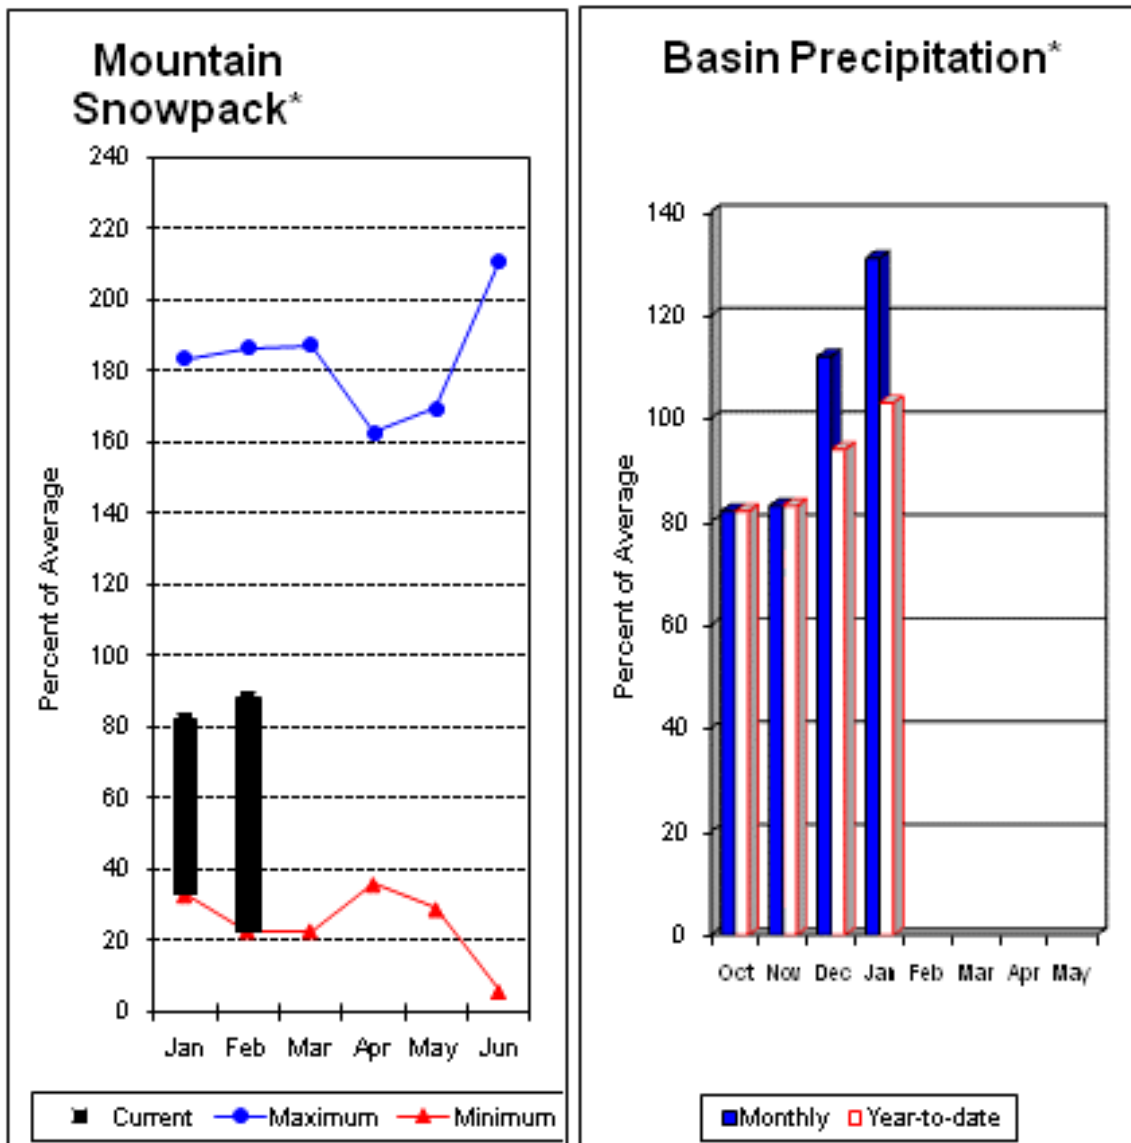 Mountain
Snowpack*
240
220
200
180
160
140
120
100
80
60
40
20
0
Percent of Average
Jan Feb Mar Apr May Jun
Current Maximum Minimum
Basin Precipitation*
140
120
100
80
60
40
20
0
Percent of Average
Oct Nov Dec Jan Feb Mar Apr May
Monthly Year-to-date